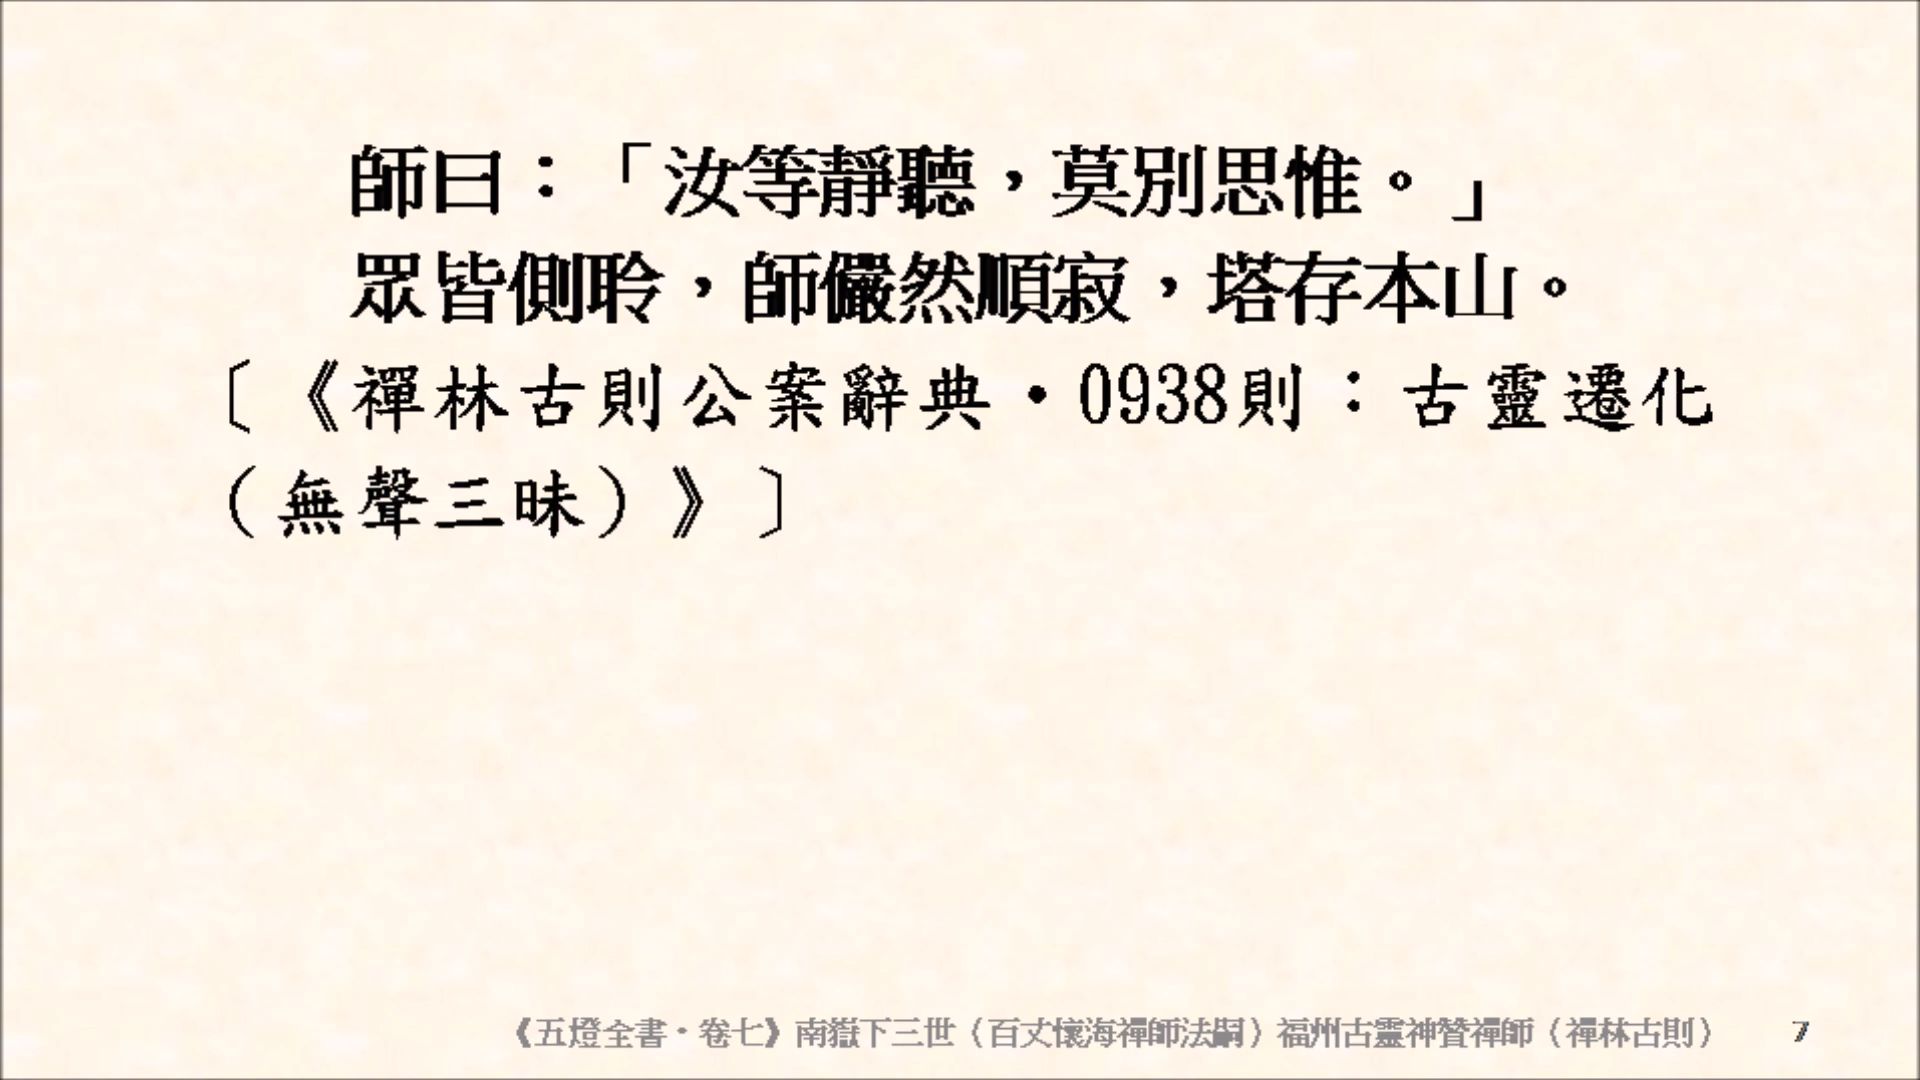 師曰：「汝等靜聽，莫別思惟。」
眾皆側聆，師儼然順寂，塔存本山。
〔《禪林古則公案辭典・0938則：古靈遷化
（無聲三昧）》〕
《五燈全書・卷七》南嶽下三世（百丈懷海禪師法嗣）福州古靈神贊禪師（禪林古則） 7